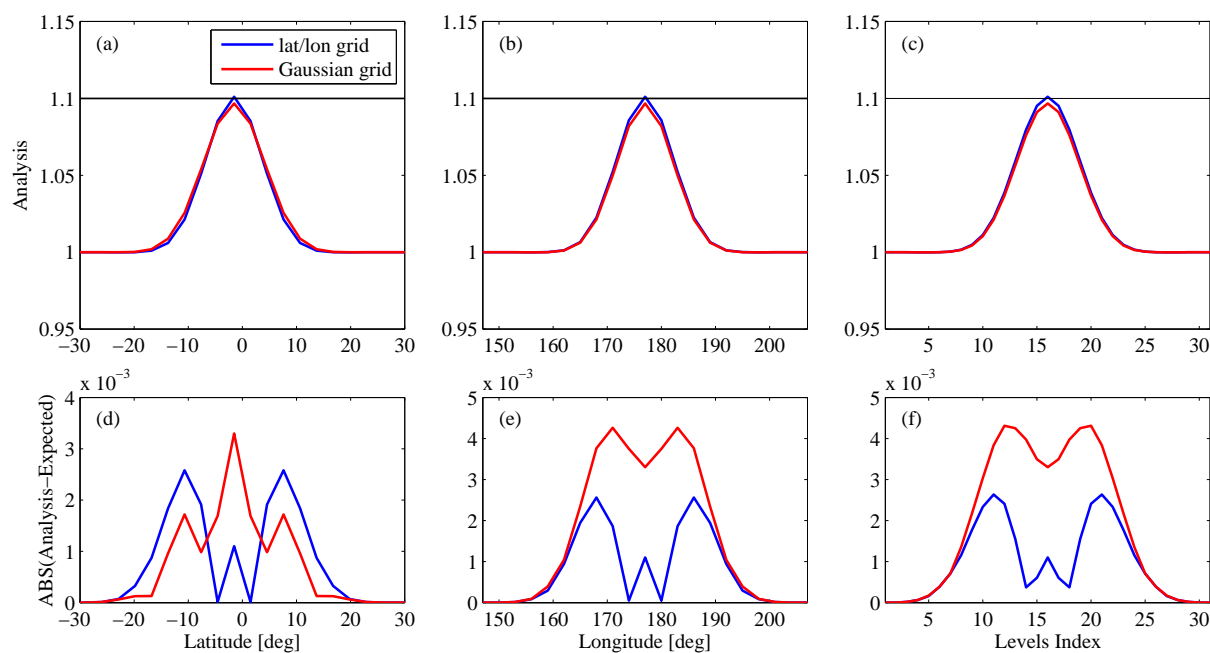 (a)
lat/lon grid
Gaussian grid
(b)
(c)
Analysis
1.15
1.1
1.05
1
0.95
−30 −20 −10 0 10 20 30
1.15
1.1
1.05
1
0.95
150 160 170 180 190 200
1.15
1.1
1.05
1
0.95
5 10 15 20 25 30
x 10−3
(d)
ABS(Analysis−Expected)
4
3
2
1
0
−30 −20 −10 0 10 20 30
Latitude [deg]
x 10−3
(e)
5
4
3
2
1
0
150 160 170 180 190 200
Longitude [deg]
x 10−3
(f)
5
4
3
2
1
0
5 10 15 20 25 30
Levels Index